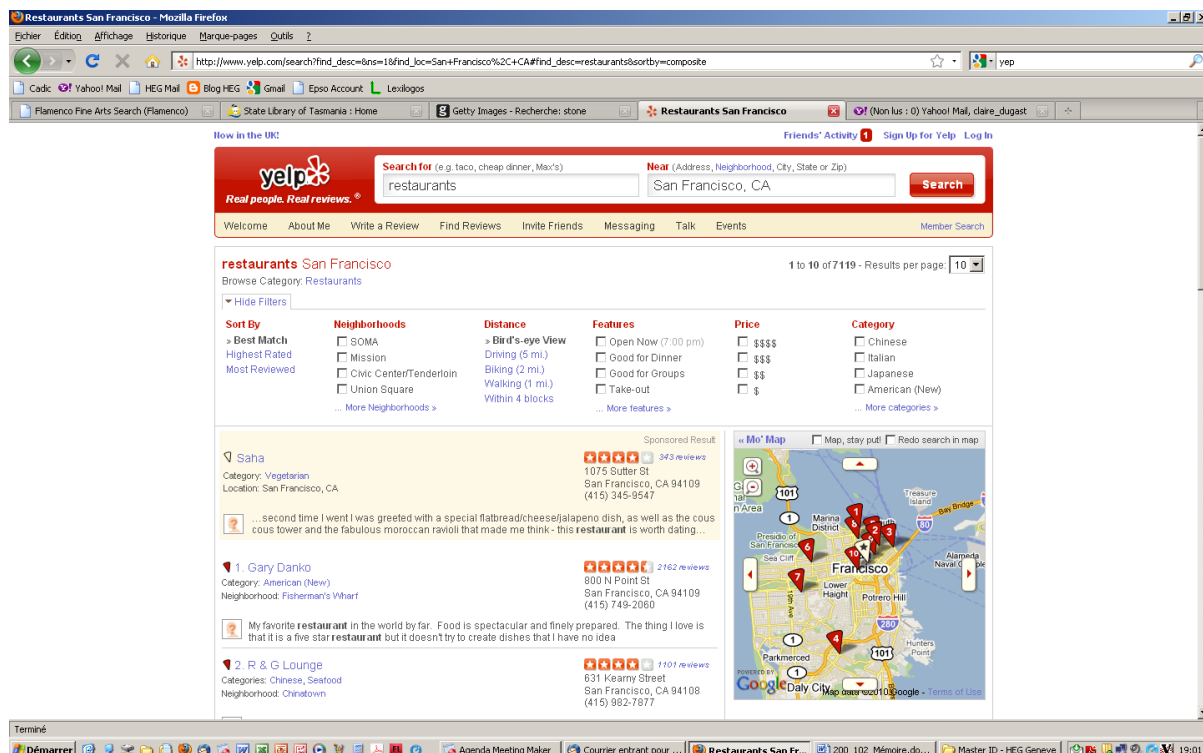 Restaurants San Francisco - Mozilla Firefox
Fichier Édition Affichage Historique Marque-pages Outils ?
http://www.yelp.com/search?find_desc=&ns=1&find_loc=San+Francisco%2C+CA#find_desc=restaurants&sortby=composite
yep
Cadic Yahoo! Mail HEG Mail Blog HEG Gmail Epso Account Lexilogos
Flamenco Fine Arts Search (Flamenco) State Library of Tasmania : Home Getty Images - Recherche: stone Restaurants San Francisco (Non lus : 0) Yahoo! Mail, claire_dugast
Now in the UK! Friends' Activity 1 Sign Up for Yelp Log In
yelp
Real people. Real reviews. ®
Search for (e.g. taco, cheap dinner, Max's) Near (Address, Neighborhood, City, State or Zip)
restaurants San Francisco, CA Search
Welcome About Me Write a Review Find Reviews Invite Friends Messaging Talk Events Member Search
restaurants San Francisco 1 to 10 of 7119 - Results per page: 10
Browse Category: Restaurants
Hide Filters
Sort By Neighborhoods Distance Features Price Category
» Best Match SOMA » Bird's-eye View Open Now (7:00 pm) $$$$ Chinese
Highest Rated Mission Driving (5 mi.) Good for Dinner $$$ Italian
Most Reviewed Civic Center/Tenderloin Biking (2 mi.) Good for Groups $$ Japanese
Union Square Walking (1 mi.) Take-out $ American (New)
... More Neighborhoods » Within 4 blocks ... More features » ... More categories »
Sponsored Result
Saha 343 reviews
Category: Vegetarian 1075 Sutter St
Location: San Francisco, CA San Francisco, CA 94109
(415) 345-9547
...second time I went I was greeted with a special flatbread/cheese/jalapeno dish, as well as the cous
cous tower and the fabulous moroccan ravioli that made me think - this restaurant is worth dating...
1. Gary Danko 2162 reviews
Category: American (New) 800 N Point St
Neighborhood: Fisherman's Wharf San Francisco, CA 94109
(415) 749-2060
My favorite restaurant in the world by far. Food is spectacular and finely prepared. The thing I love is
that it is a five star restaurant but it doesn't try to create dishes that I have no idea
2. R & G Lounge 1101 reviews
Categories: Chinese, Seafood 631 Kearny Street
Neighborhood: Chinatown San Francisco, CA 94108
(415) 982-7877
« Mo' Map Map, stay put! Redo search in map
101
Treasure
Island
Bay Bridge
1 Marina
District
80
Presidio of
San Francisco
1 2 3 6 10 7 4
Sea Cliff
Francisco
Alameda
Naval
19th Ave
Lower
Haight Potrero Hill
280
1
Hunters
Point
Parkmerced 101
1
POWERED BY
Google Daly City Map data ©2010 Google - Terms of Use
Terminé
Démarrer Agenda Meeting Maker Courrier entrant pour ... Restaurants San Fr... 200_102_Mémoire.do... Master ID - HEG Geneve 19:01